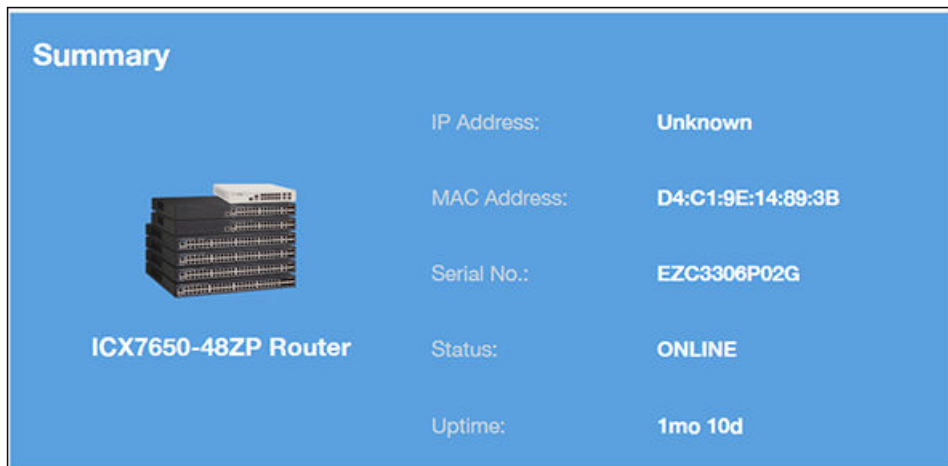 Summary
IP Address: Unknown
MAC Address: D4:C1:9E:14:89:3B
Serial No.: EZC3306P02G
ICX7650-48ZP Router
Status: ONLINE
Uptime: 1mo 10d